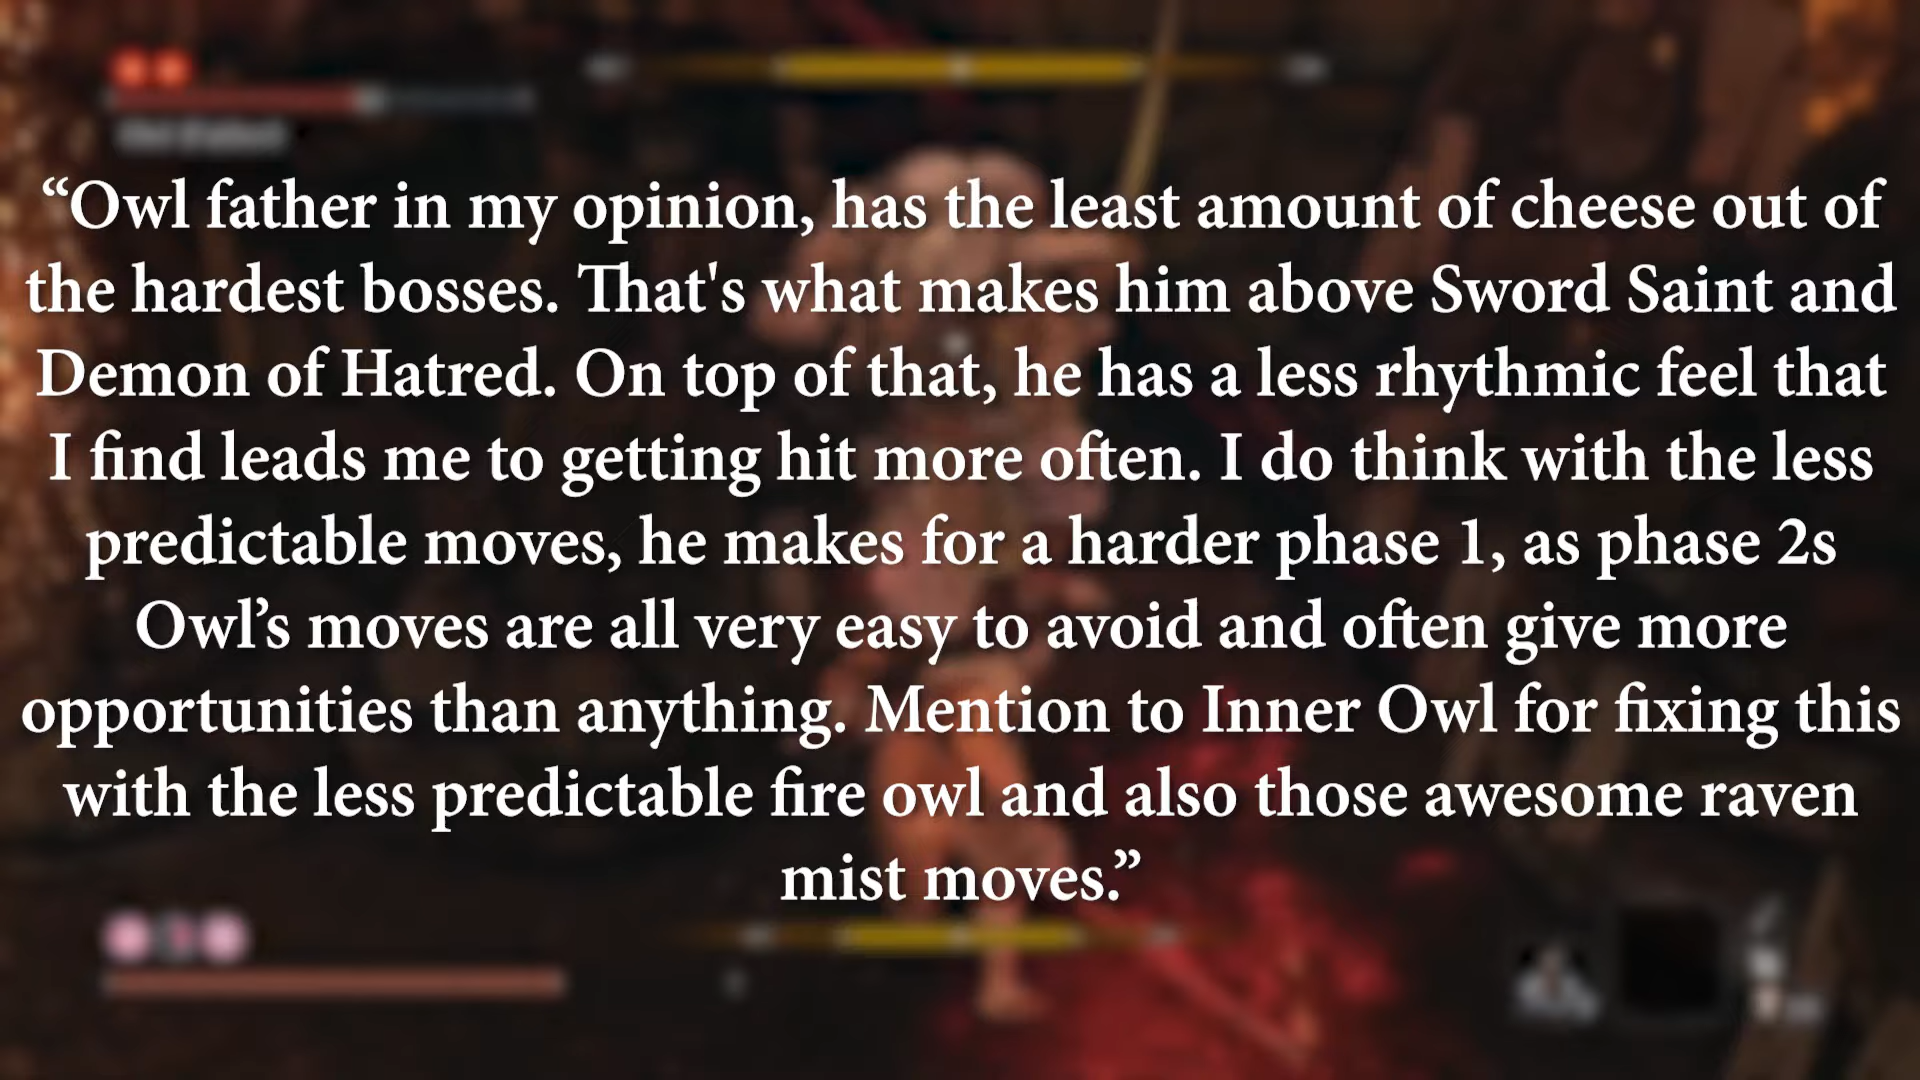 “Owl father in my opinion, has the least amount of cheese out of
the hardest bosses. That's what makes him above Sword Saint and
Demon of Hatred. On top of that, he has a less rhythmic feel that
I find leads me to getting hit more often. I do think with the less
predictable moves, he makes for a harder phase 1, as phase 2s
Owl’s moves are all very easy to avoid and often give more
opportunities than anything. Mention to Inner Owl for fixing this
with the less predictable fire owl and also those awesome raven
mist moves.”